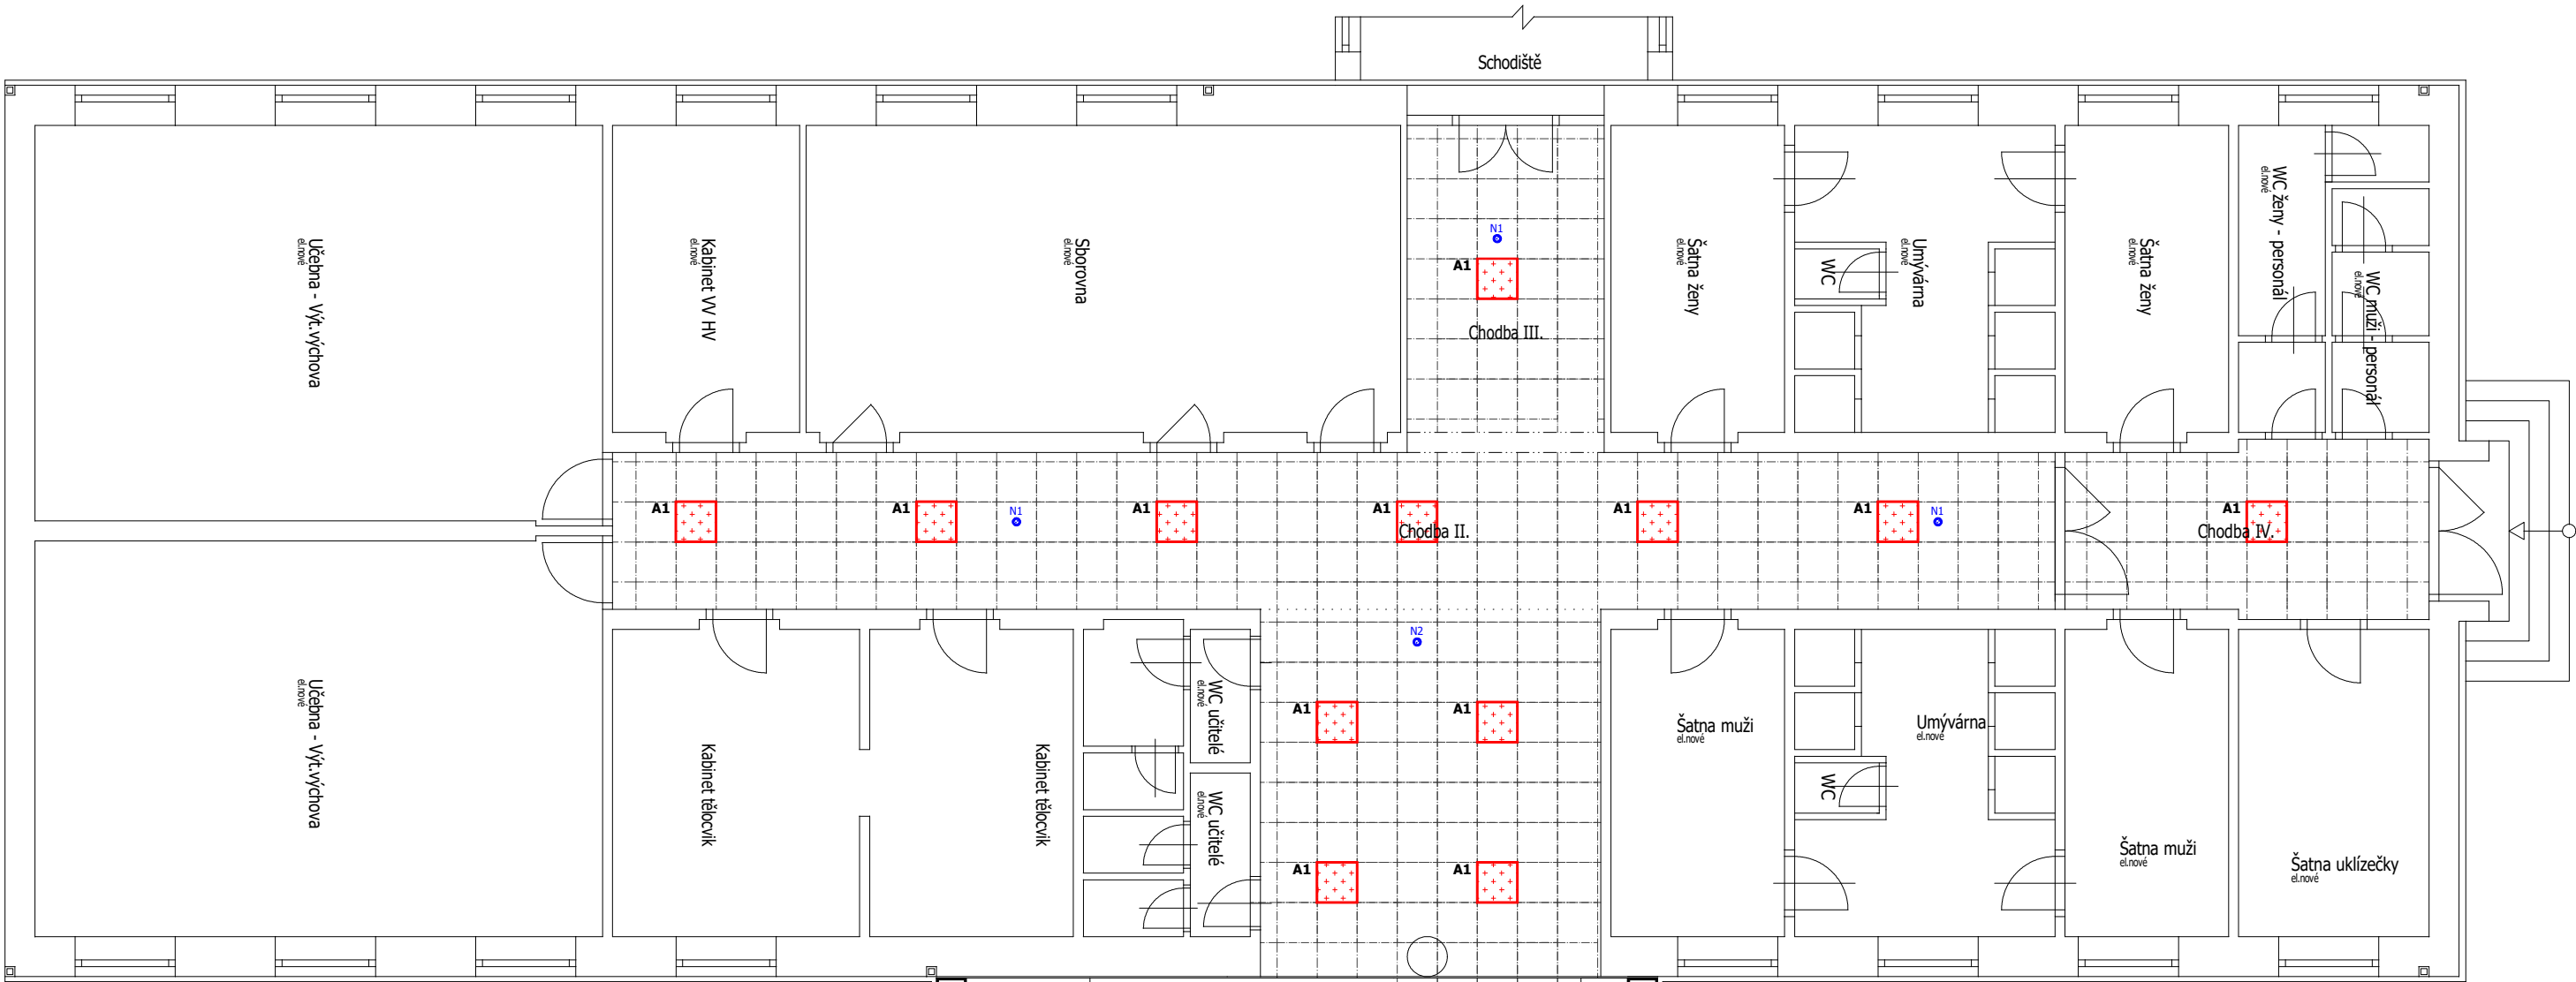 Schodiště
Učebna - Výt.výchova
el.nové
Kabinet VV HV
el.nové
Sborovna
el.nové
N1
A1
Chodba III.
Šatna ženy
el.nové
WC
Umývárna
el.nové
Šatna ženy
el.nové
WC ženy - personál
el.nové
WC muži - personál
el.nové
A1
A1
N1
A1
A1
Chodba II.
A1
A1
N1
A1
Chodba IV.
N2
Učebna - Výt.výchova
el.nové
Kabinet tělocvik
Kabinet tělocvik
WC učitelé
el.nové
WC učitelé
el.nové
A1
A1
A1
A1
Šatna muži
el.nové
Umývárna
el.nové
WC
Šatna muži
el.nové
Šatna uklízečky
el.nové